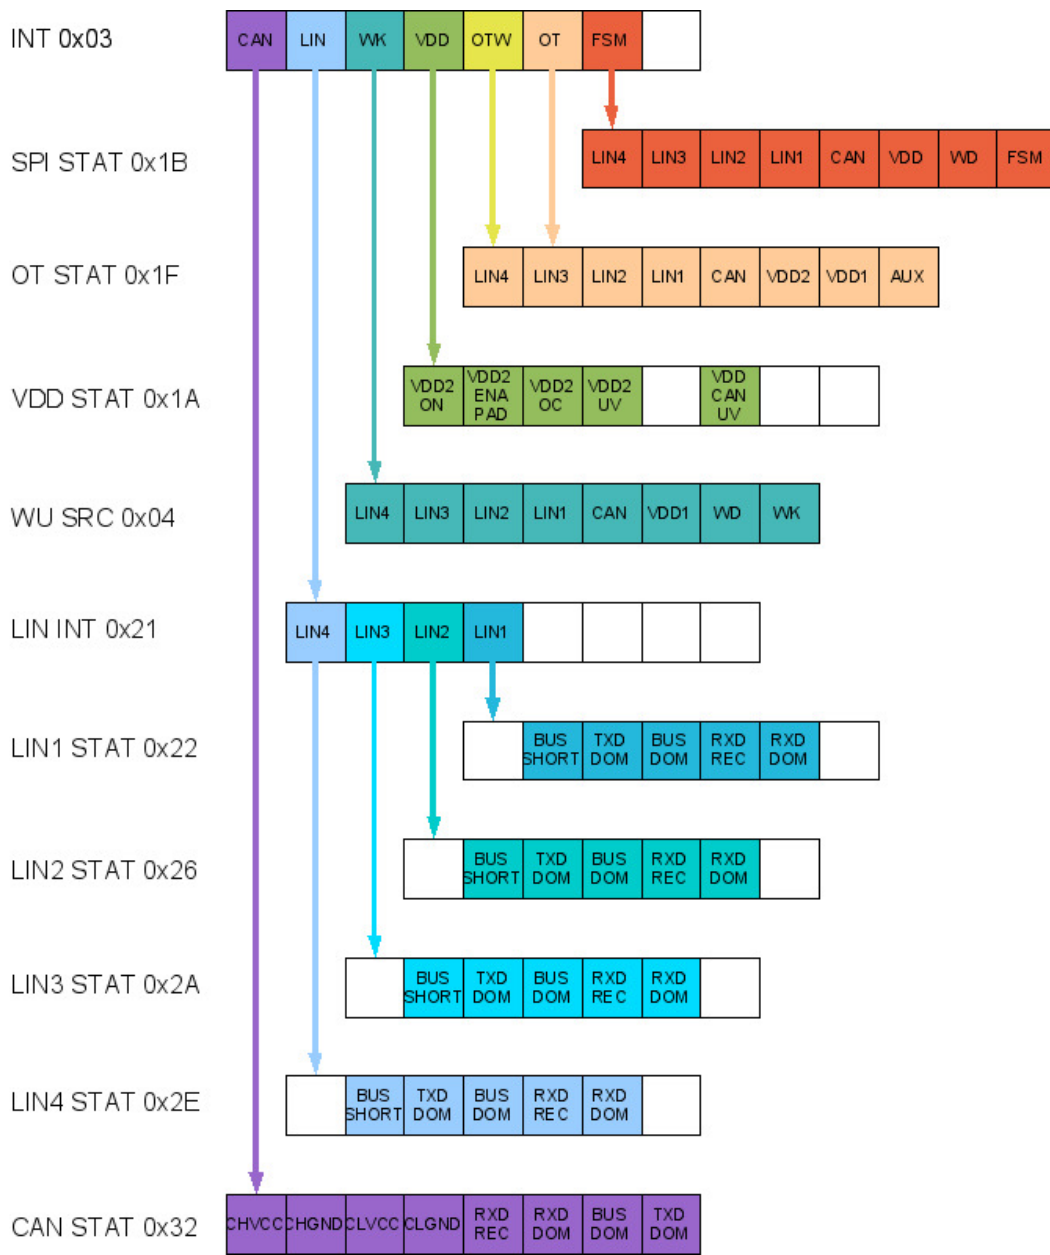 INT 0x03
CAN LIN WK VDD OTW OT FSM
SPI STAT 0x1B
LIN4 LIN3 LIN2 LIN1 CAN VDD WD FSM
OT STAT 0x1F
LIN4 LIN3 LIN2 LIN1 CAN VDD2 VDD1 AUX
VDD STAT 0x1A
VDD2 ON
VDD2 ENA PAD
VDD2 OC
VDD2 UV
VDD CAN UV
WU SRC 0x04
LIN4 LIN3 LIN2 LIN1 CAN VDD1 WD WK
LIN INT 0x21
LIN4 LIN3 LIN2 LIN1
LIN1 STAT 0x22
BUS SHORT
TXD DOM
BUS DOM
RXD REC
RXD DOM
LIN2 STAT 0x26
BUS SHORT
TXD DOM
BUS DOM
RXD REC
RXD DOM
LIN3 STAT 0x2A
BUS SHORT
TXD DOM
BUS DOM
RXD REC
RXD DOM
LIN4 STAT 0x2E
BUS SHORT
TXD DOM
BUS DOM
RXD REC
RXD DOM
CAN STAT 0x32
CHVCC CHGND CLVCC CLGND
RXD REC
RXD DOM
BUS DOM
TXD DOM